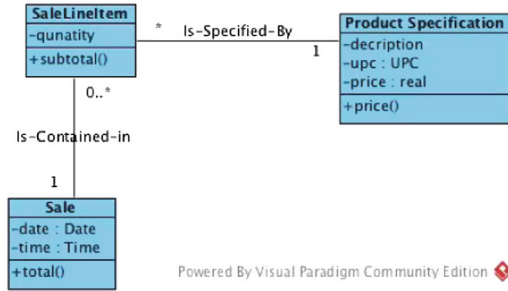 SaleLineItem
-qunatity
+subtotal()
*
Is-Specified-By
1
Product Specification
-decription
-upc : UPC
-price : real
+price()
0..*
Is-Contained-in
1
Sale
-date : Date
-time : Time
+total()
Powered By Visual Paradigm Community Edition